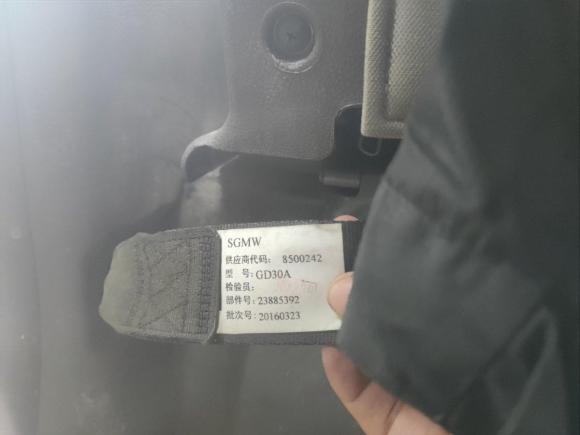 SGMW
供应商代码: 8500242
型 号: GD30A
检验员:
部件号: 23885392
批次号: 20160323